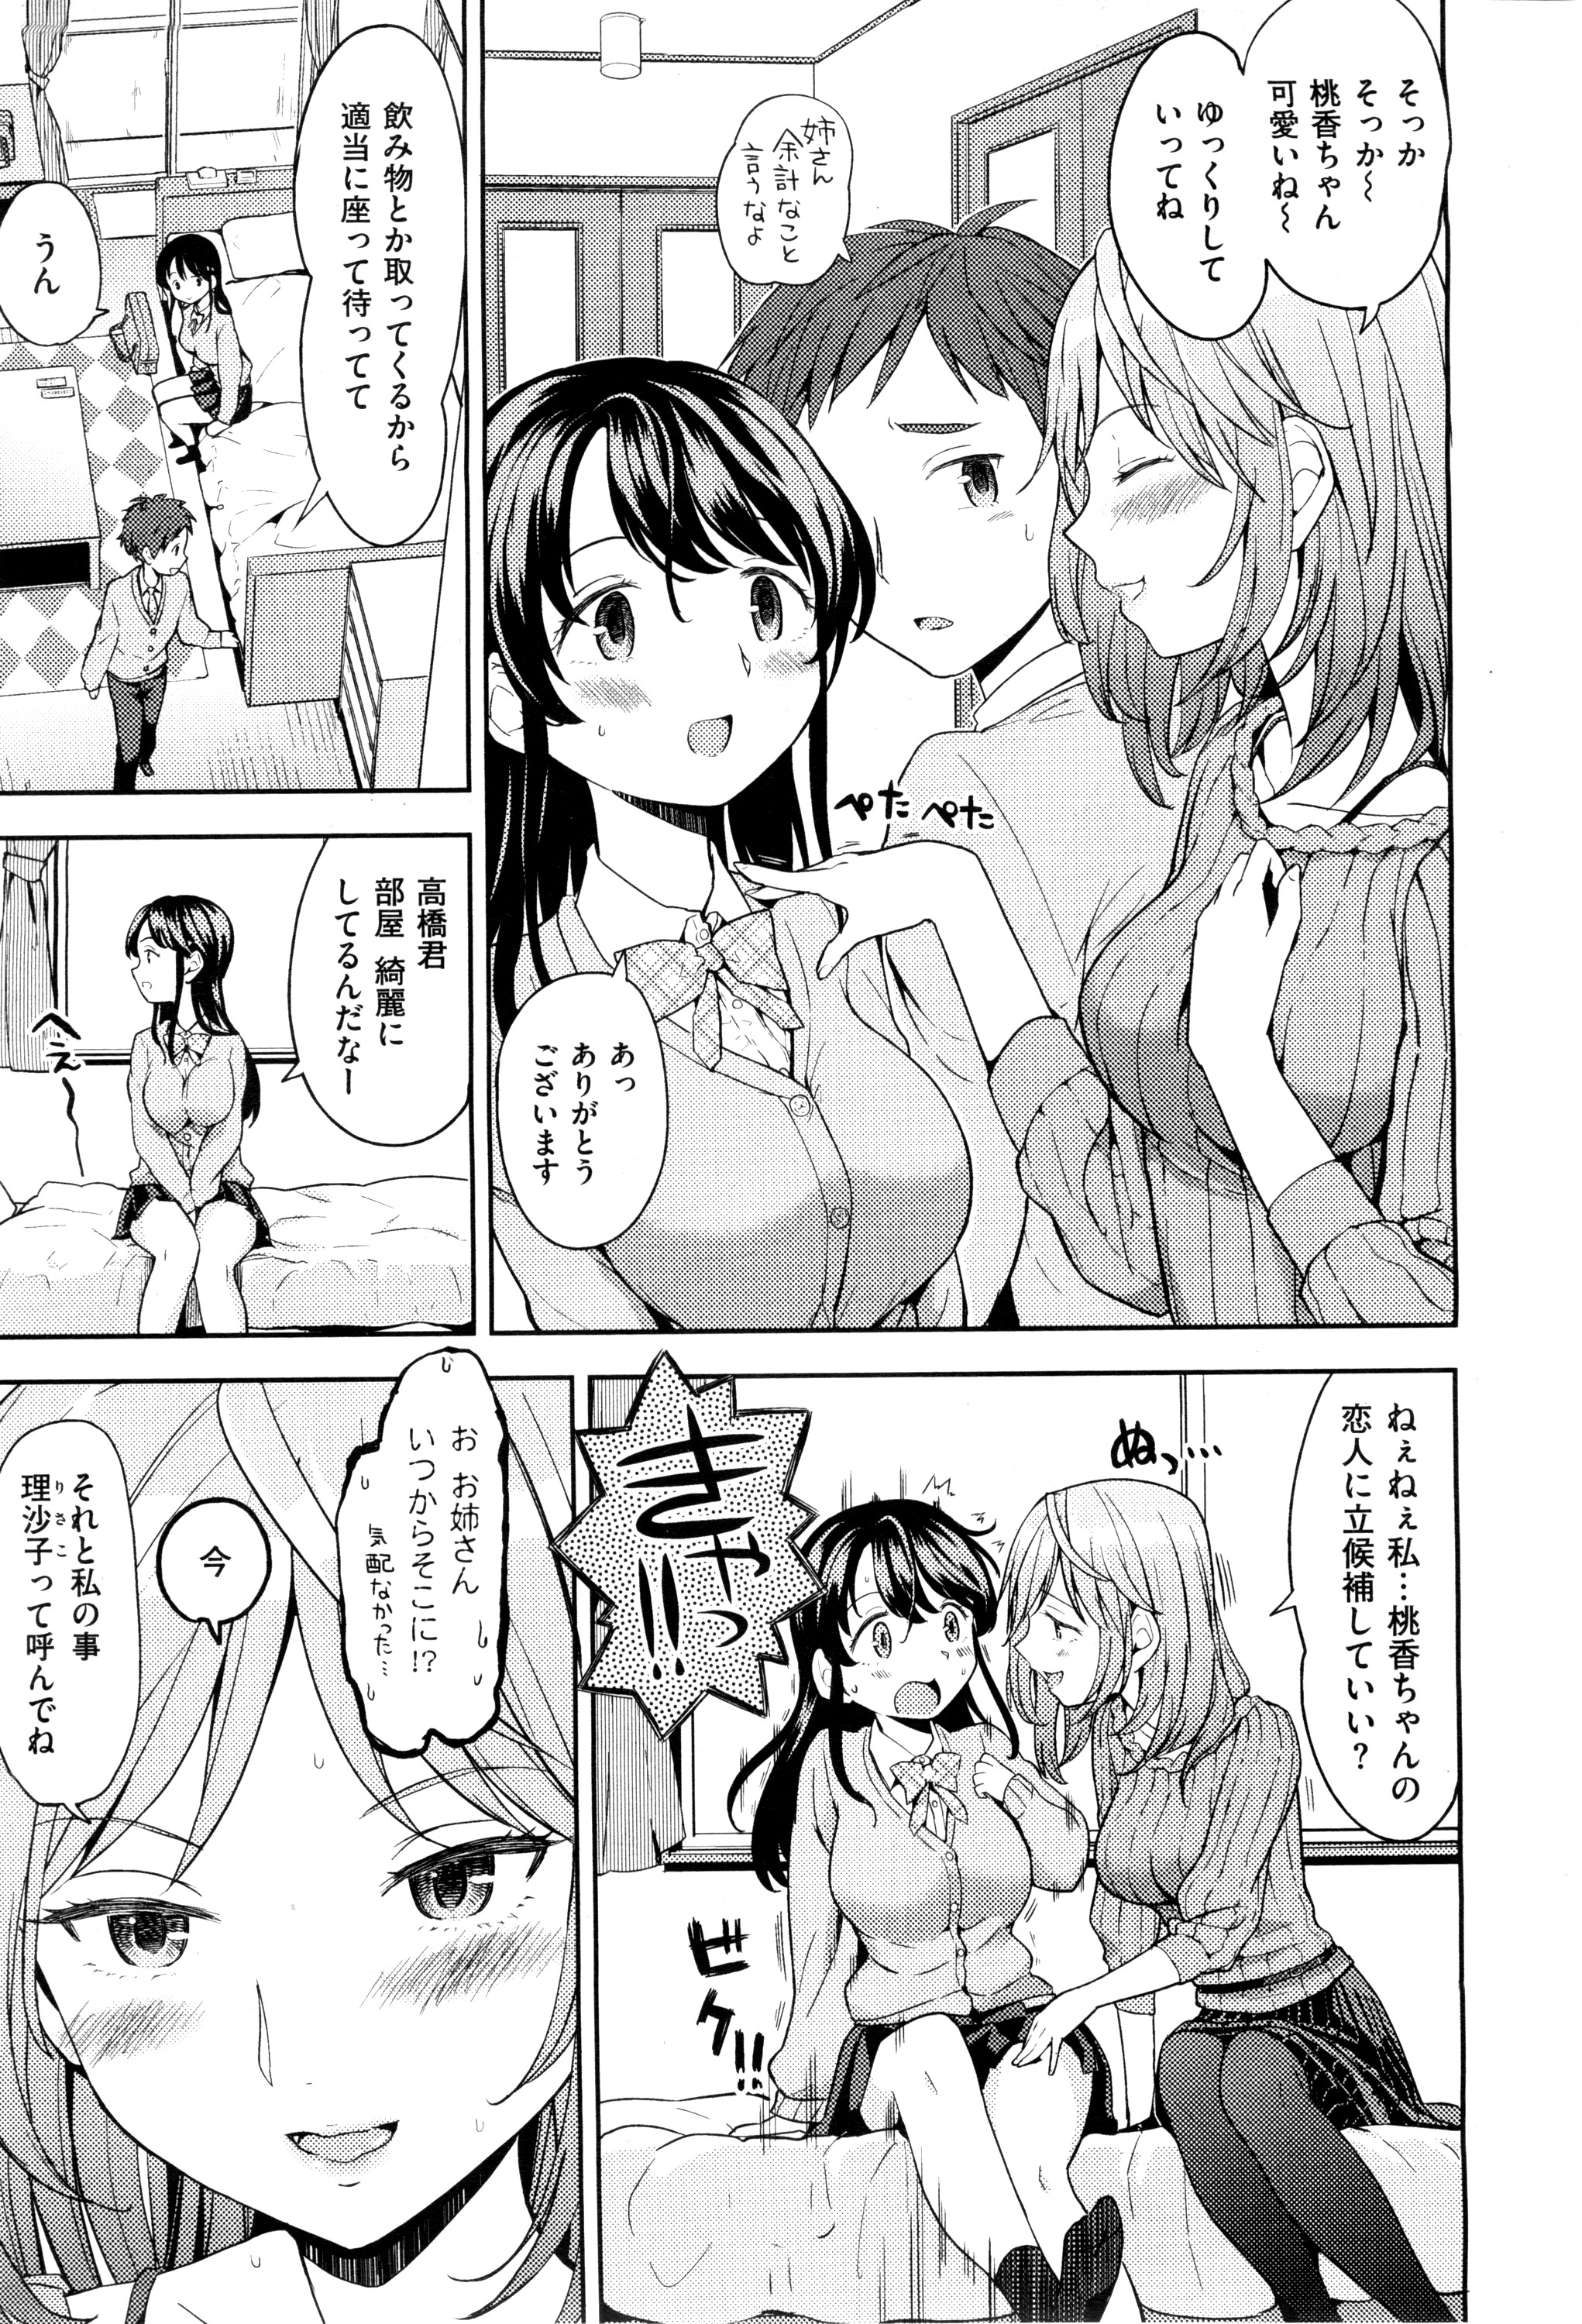 そっか
そっか〜
桃香ちゃん
可愛いね〜
ゆっくりして
いってね
姉さん
余計なこと
言うなよ
ぺたぺた
あっ
ありがとう
ございます
飲み物とか取ってくるから
適当に座って待ってて
うん
高橋君
部屋 綺麗に
してるんだなー
へぇ〜
ねぇねぇ私…桃香ちゃんの
恋人に立候補していい？
ぬっ…
きゃっ!!
ビクッ!!
お お姉さん
いつからそこに!?
気配なかった…
今
それと私の事
理沙子って呼んでね
りさこ